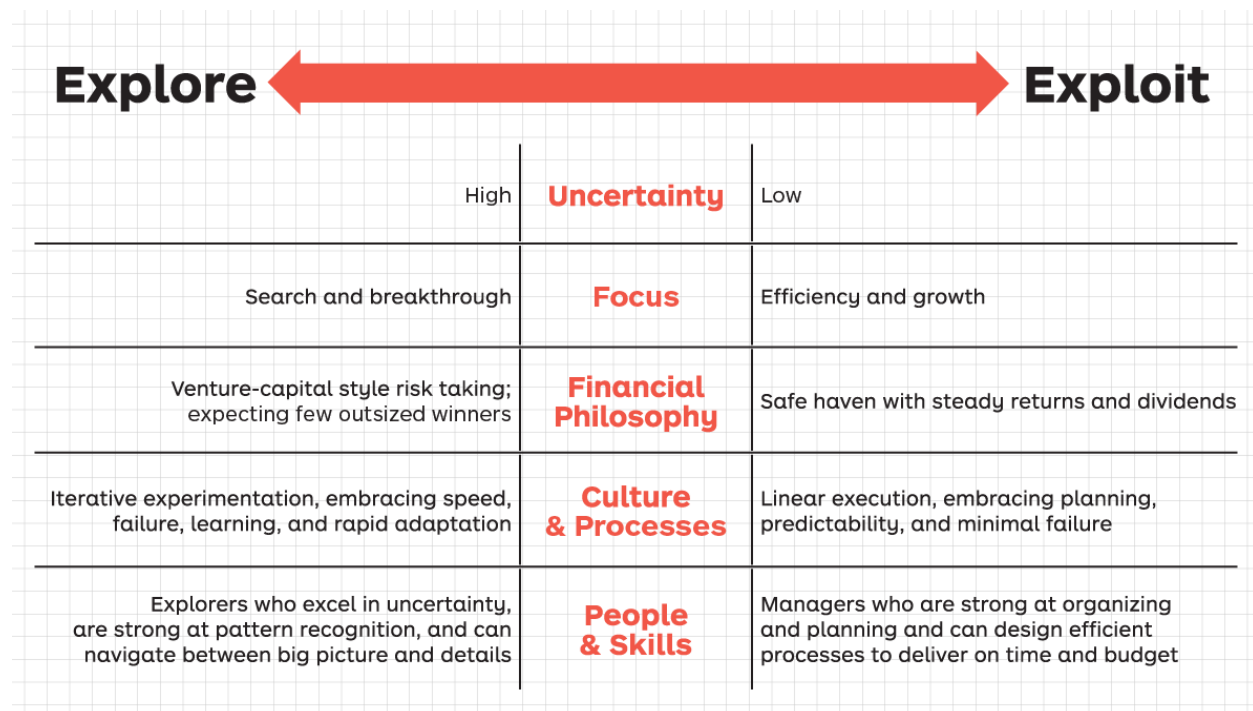 Explore
Exploit
High
Uncertainty
Low
Search and breakthrough
Focus
Efficiency and growth
Venture-capital style risk taking;
expecting few outsized winners
Financial
Philosophy
Safe haven with steady returns and dividends
Iterative experimentation, embracing speed,
failure, learning, and rapid adaptation
Culture
& Processes
Linear execution, embracing planning,
predictability, and minimal failure
Explorers who excel in uncertainty,
are strong at pattern recognition, and can
navigate between big picture and details
People
& Skills
Managers who are strong at organizing
and planning and can design efficient
processes to deliver on time and budget